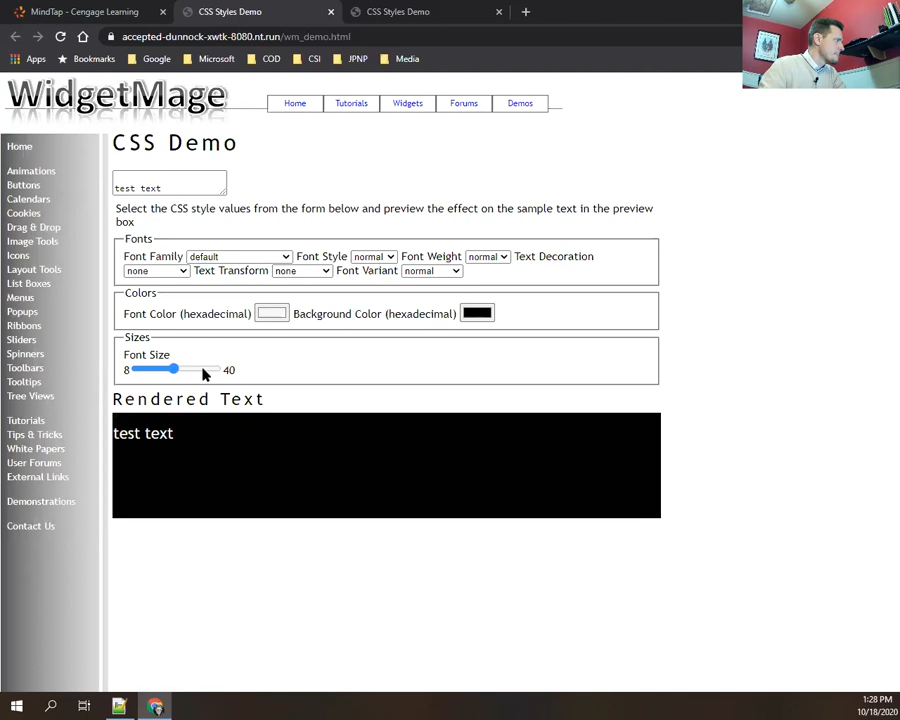 MindTap - Cengage Learning
CSS Styles Demo
CSS Styles Demo
accepted-dunnock-xwtk-8080.nt.run/wm_demo.html
Apps Bookmarks Google Microsoft COD CSI JPNP Media
WidgetMage
Home Tutorials Widgets Forums Demos
Home
Animations
Buttons
Calendars
Cookies
Drag & Drop
Image Tools
Icons
Layout Tools
List Boxes
Menus
Popups
Ribbons
Sliders
Spinners
Toolbars
Tooltips
Tree Views
Tutorials
Tips & Tricks
White Papers
User Forums
External Links
Demonstrations
Contact Us
CSS Demo
test text
Select the CSS style values from the form below and preview the effect on the sample text in the preview
box
Fonts
Font Family default Font Style normal Font Weight normal Text Decoration
none Text Transform none Font Variant normal
Colors
Font Color (hexadecimal) Background Color (hexadecimal)
Sizes
Font Size
8 40
Rendered Text
test text
1:28 PM
10/18/2020